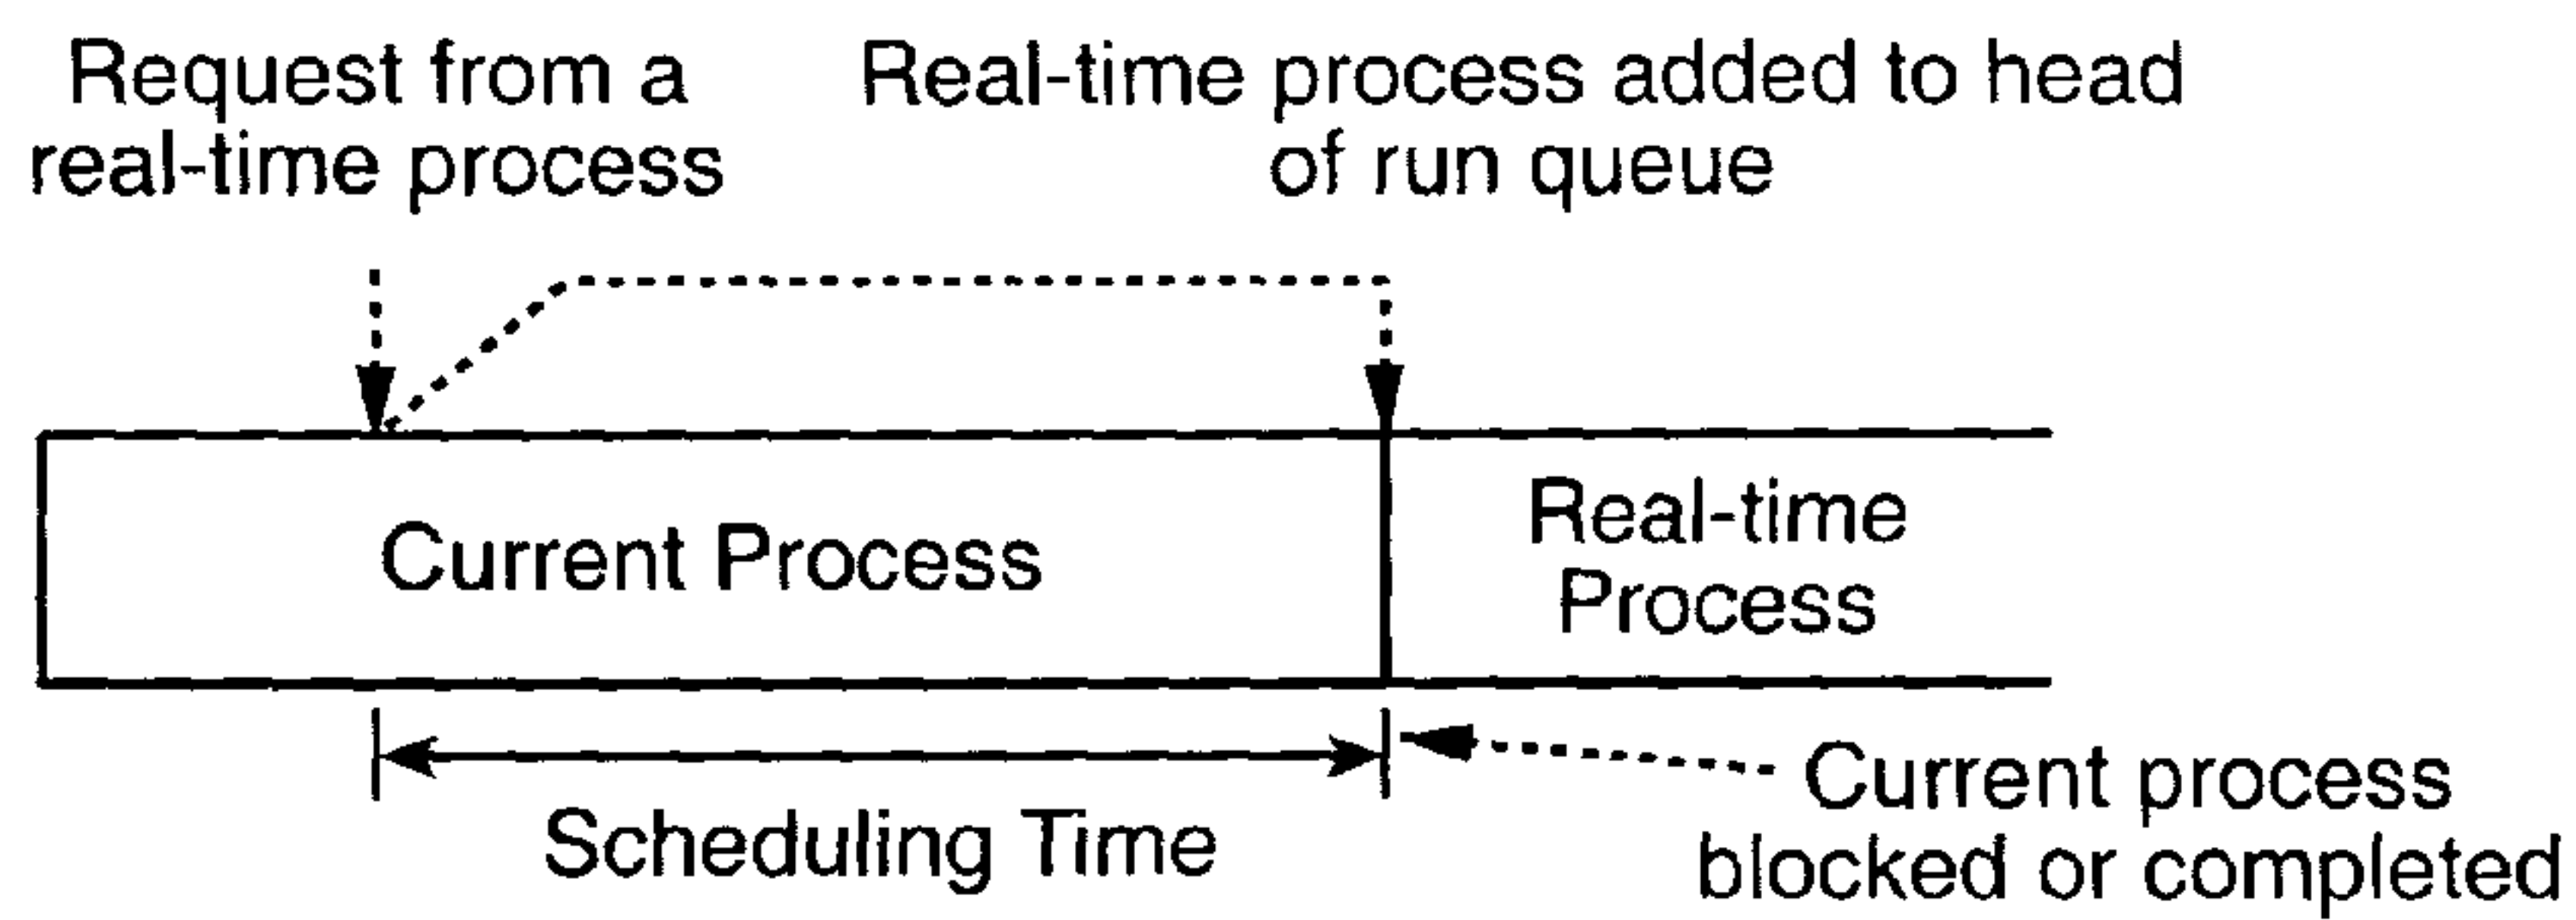 Request from a
real-time process
Real-time process added to head
of run queue
Current Process
Real-time
Process
Scheduling Time
Current process
blocked or completed